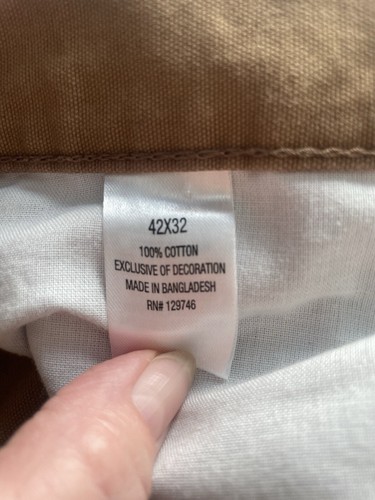 42X32
100% COTTON
EXCLUSIVE OF DECORATION
MADE IN BANGLADESH
RN# 129746